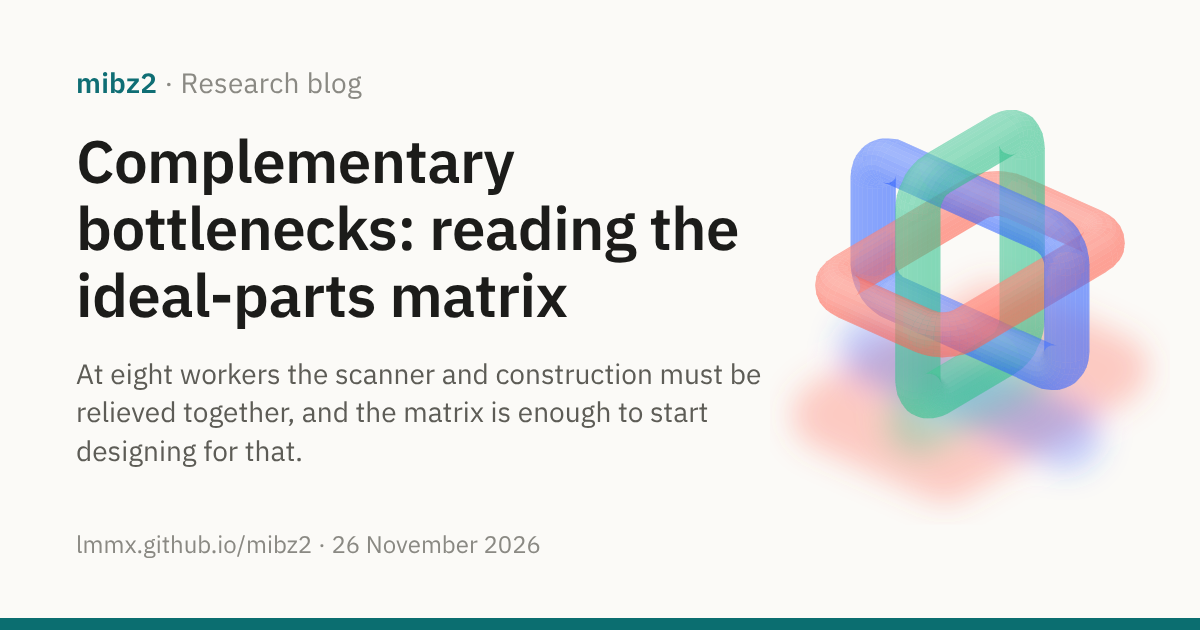 mibz2 · Research blog
Complementary
bottlenecks: reading the
ideal-parts matrix
At eight workers the scanner and construction must be
relieved together, and the matrix is enough to start
designing for that.
lmmx.github.io/mibz2 · 26 November 2026